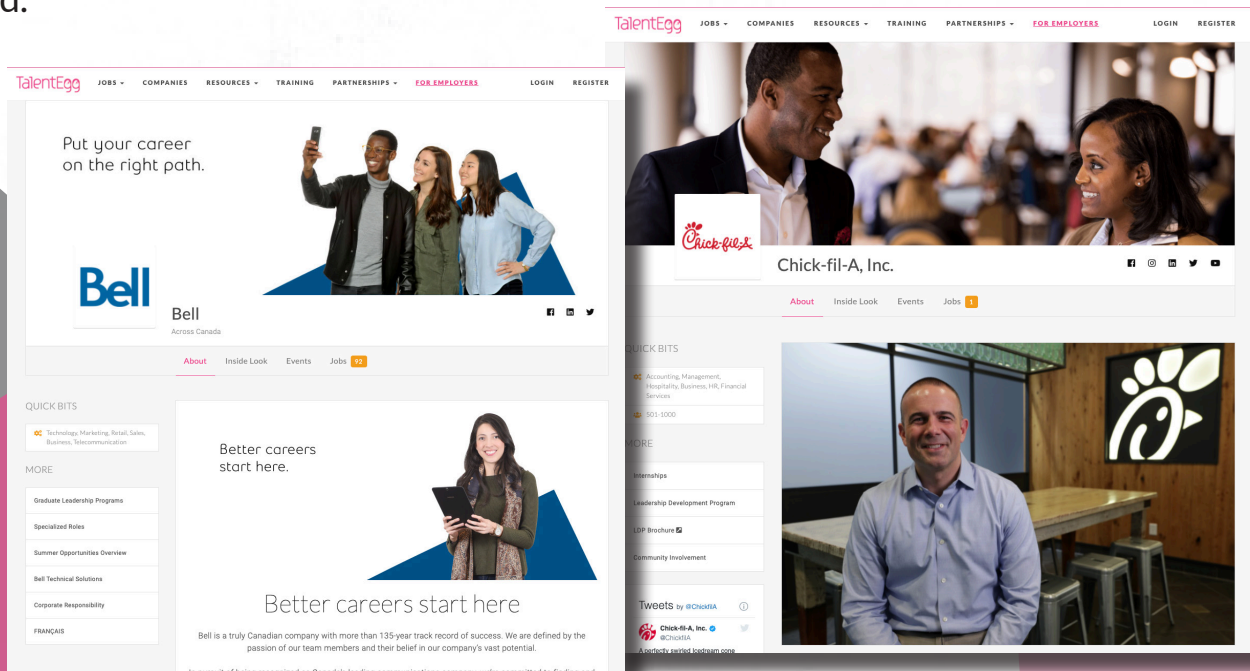 d.
TalentEgg JOBS COMPANIES RESOURCES TRAINING PARTNERSHIPS FOR EMPLOYERS LOGIN REGISTER
Put your career
on the right path.
Bell
Bell
Across Canada
About Inside Look Events Jobs 92
QUICK BITS
Technology, Marketing, Retail, Sales,
Business, Telecommunication
MORE
Graduate Leadership Programs
Specialized Roles
Summer Opportunities Overview
Bell Technical Solutions
Corporate Responsibility
FRANÇAIS
Better careers
start here.
Better careers start here
Bell is a truly Canadian company with more than 135-year track record of success. We are defined by the
passion of our team members and their belief in our company's vast potential.
TalentEgg JOBS COMPANIES RESOURCES TRAINING PARTNERSHIPS FOR EMPLOYERS LOGIN REGISTER
Chick-fil-A
Chick-fil-A, Inc.
About Inside Look Events Jobs 1
QUICK BITS
Accounting, Management,
Hospitality, Business, HR, Financial
Services
501-1000
MORE
Internships
Leadership Development Program
LDP Brochure
Community Involvement
Tweets by @ChickfilA
Chick-fil-A, Inc.
@ChickfilA
A perfectly swirled Icedream cone